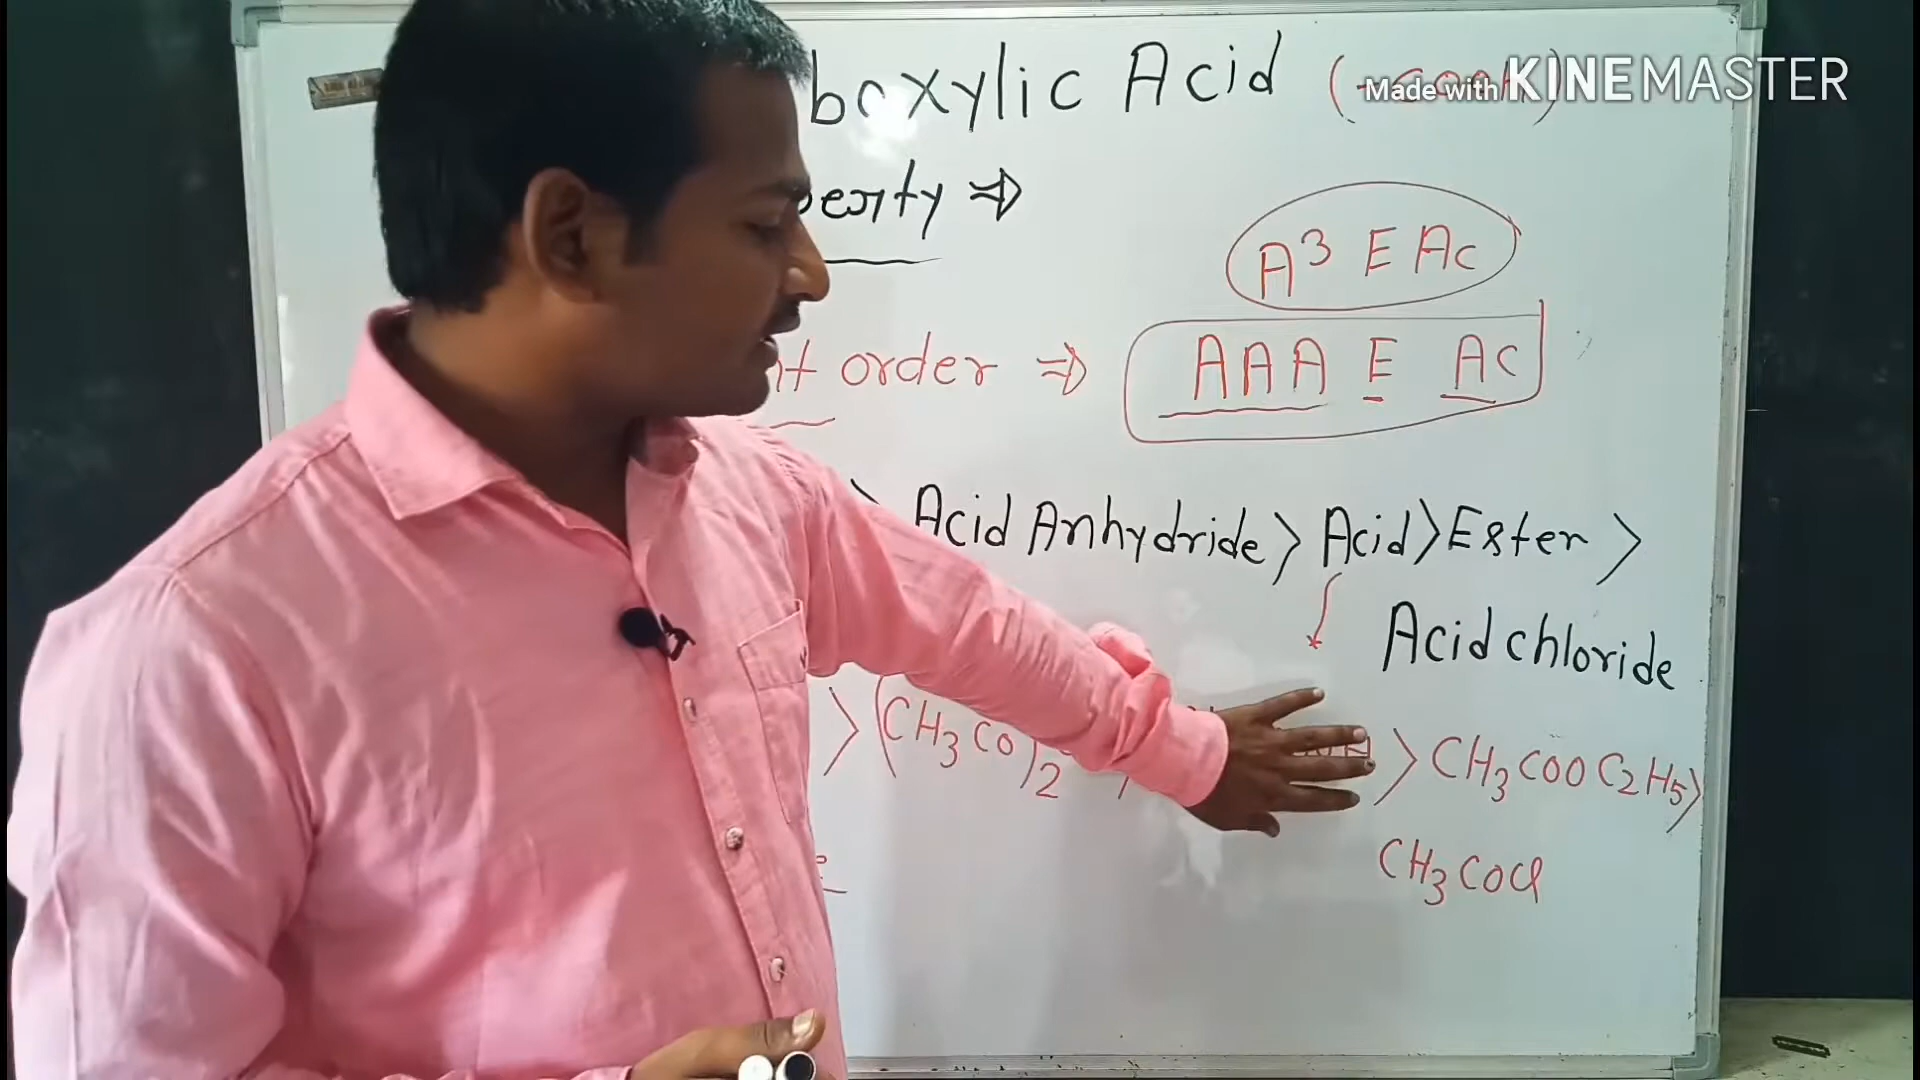 boxylic Acid (-COOH)
Made with KINEMASTER
perty ⇒
A³ E Ac
order ⇒ AAA E Ac
> Acid Anhydride > Acid > Ester >
Acid chloride
> (CH₃CO)₂ > CH₃COOC₂H₅ >
CH₃COCl